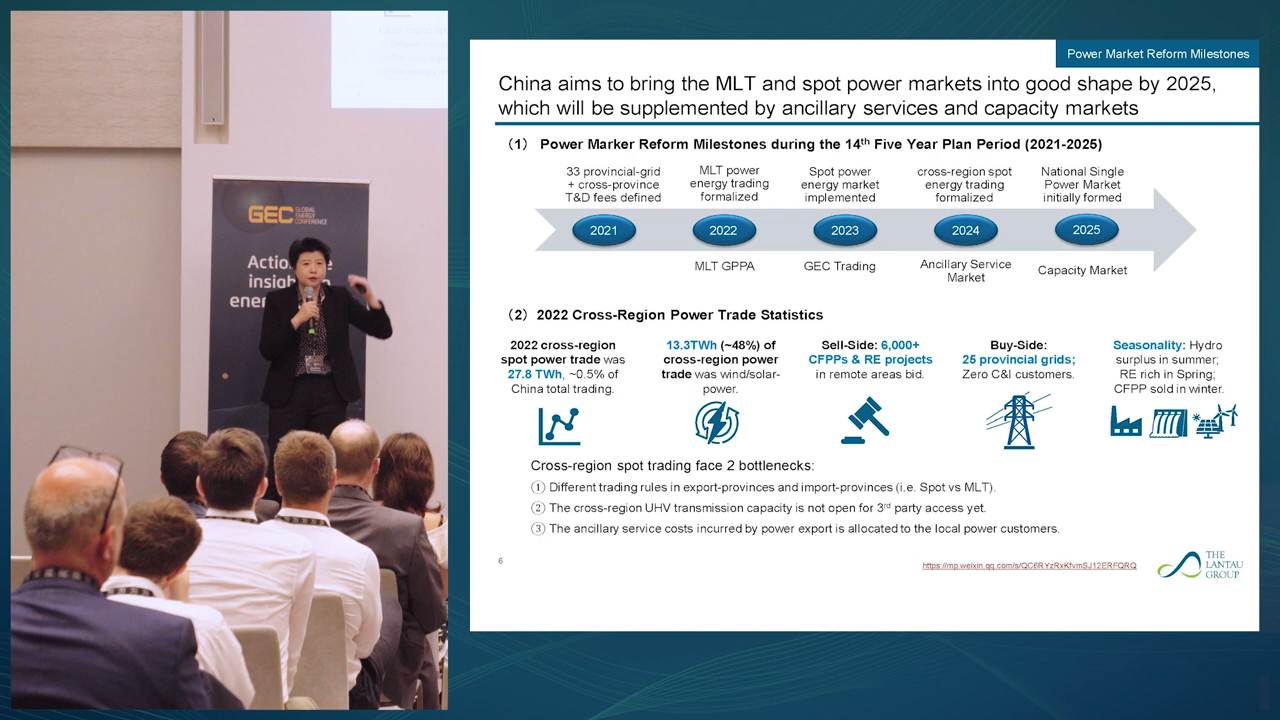 GEC GLOBAL
ENERGY
CONFERENCE
Power Market Reform Milestones
China aims to bring the MLT and spot power markets into good shape by 2025,
which will be supplemented by ancillary services and capacity markets
(1) Power Marker Reform Milestones during the 14th Five Year Plan Period (2021-2025)
33 provincial-grid
+ cross-province
T&D fees defined
MLT power
energy trading
formalized
Spot power
energy market
implemented
cross-region spot
energy trading
formalized
National Single
Power Market
initially formed
2021
2022
2023
2024
2025
MLT GPPA
GEC Trading
Ancillary Service
Market
Capacity Market
(2) 2022 Cross-Region Power Trade Statistics
2022 cross-region
spot power trade was
27.8 TWh, ~0.5% of
China total trading.
13.3TWh (~48%) of
cross-region power
trade was wind/solar-
power.
Sell-Side: 6,000+
CFPPs & RE projects
in remote areas bid.
Buy-Side:
25 provincial grids;
Zero C&I customers.
Seasonality: Hydro
surplus in summer;
RE rich in Spring;
CFPP sold in winter.
Cross-region spot trading face 2 bottlenecks:
① Different trading rules in export-provinces and import-provinces (i.e. Spot vs MLT).
② The cross-region UHV transmission capacity is not open for 3rd party access yet.
③ The ancillary service costs incurred by power export is allocated to the local power customers.
6
https://mp.weixin.qq.com/s/QC6RYzRxKfvmSJ12ERFQRQ
THE
LANTAU
GROUP